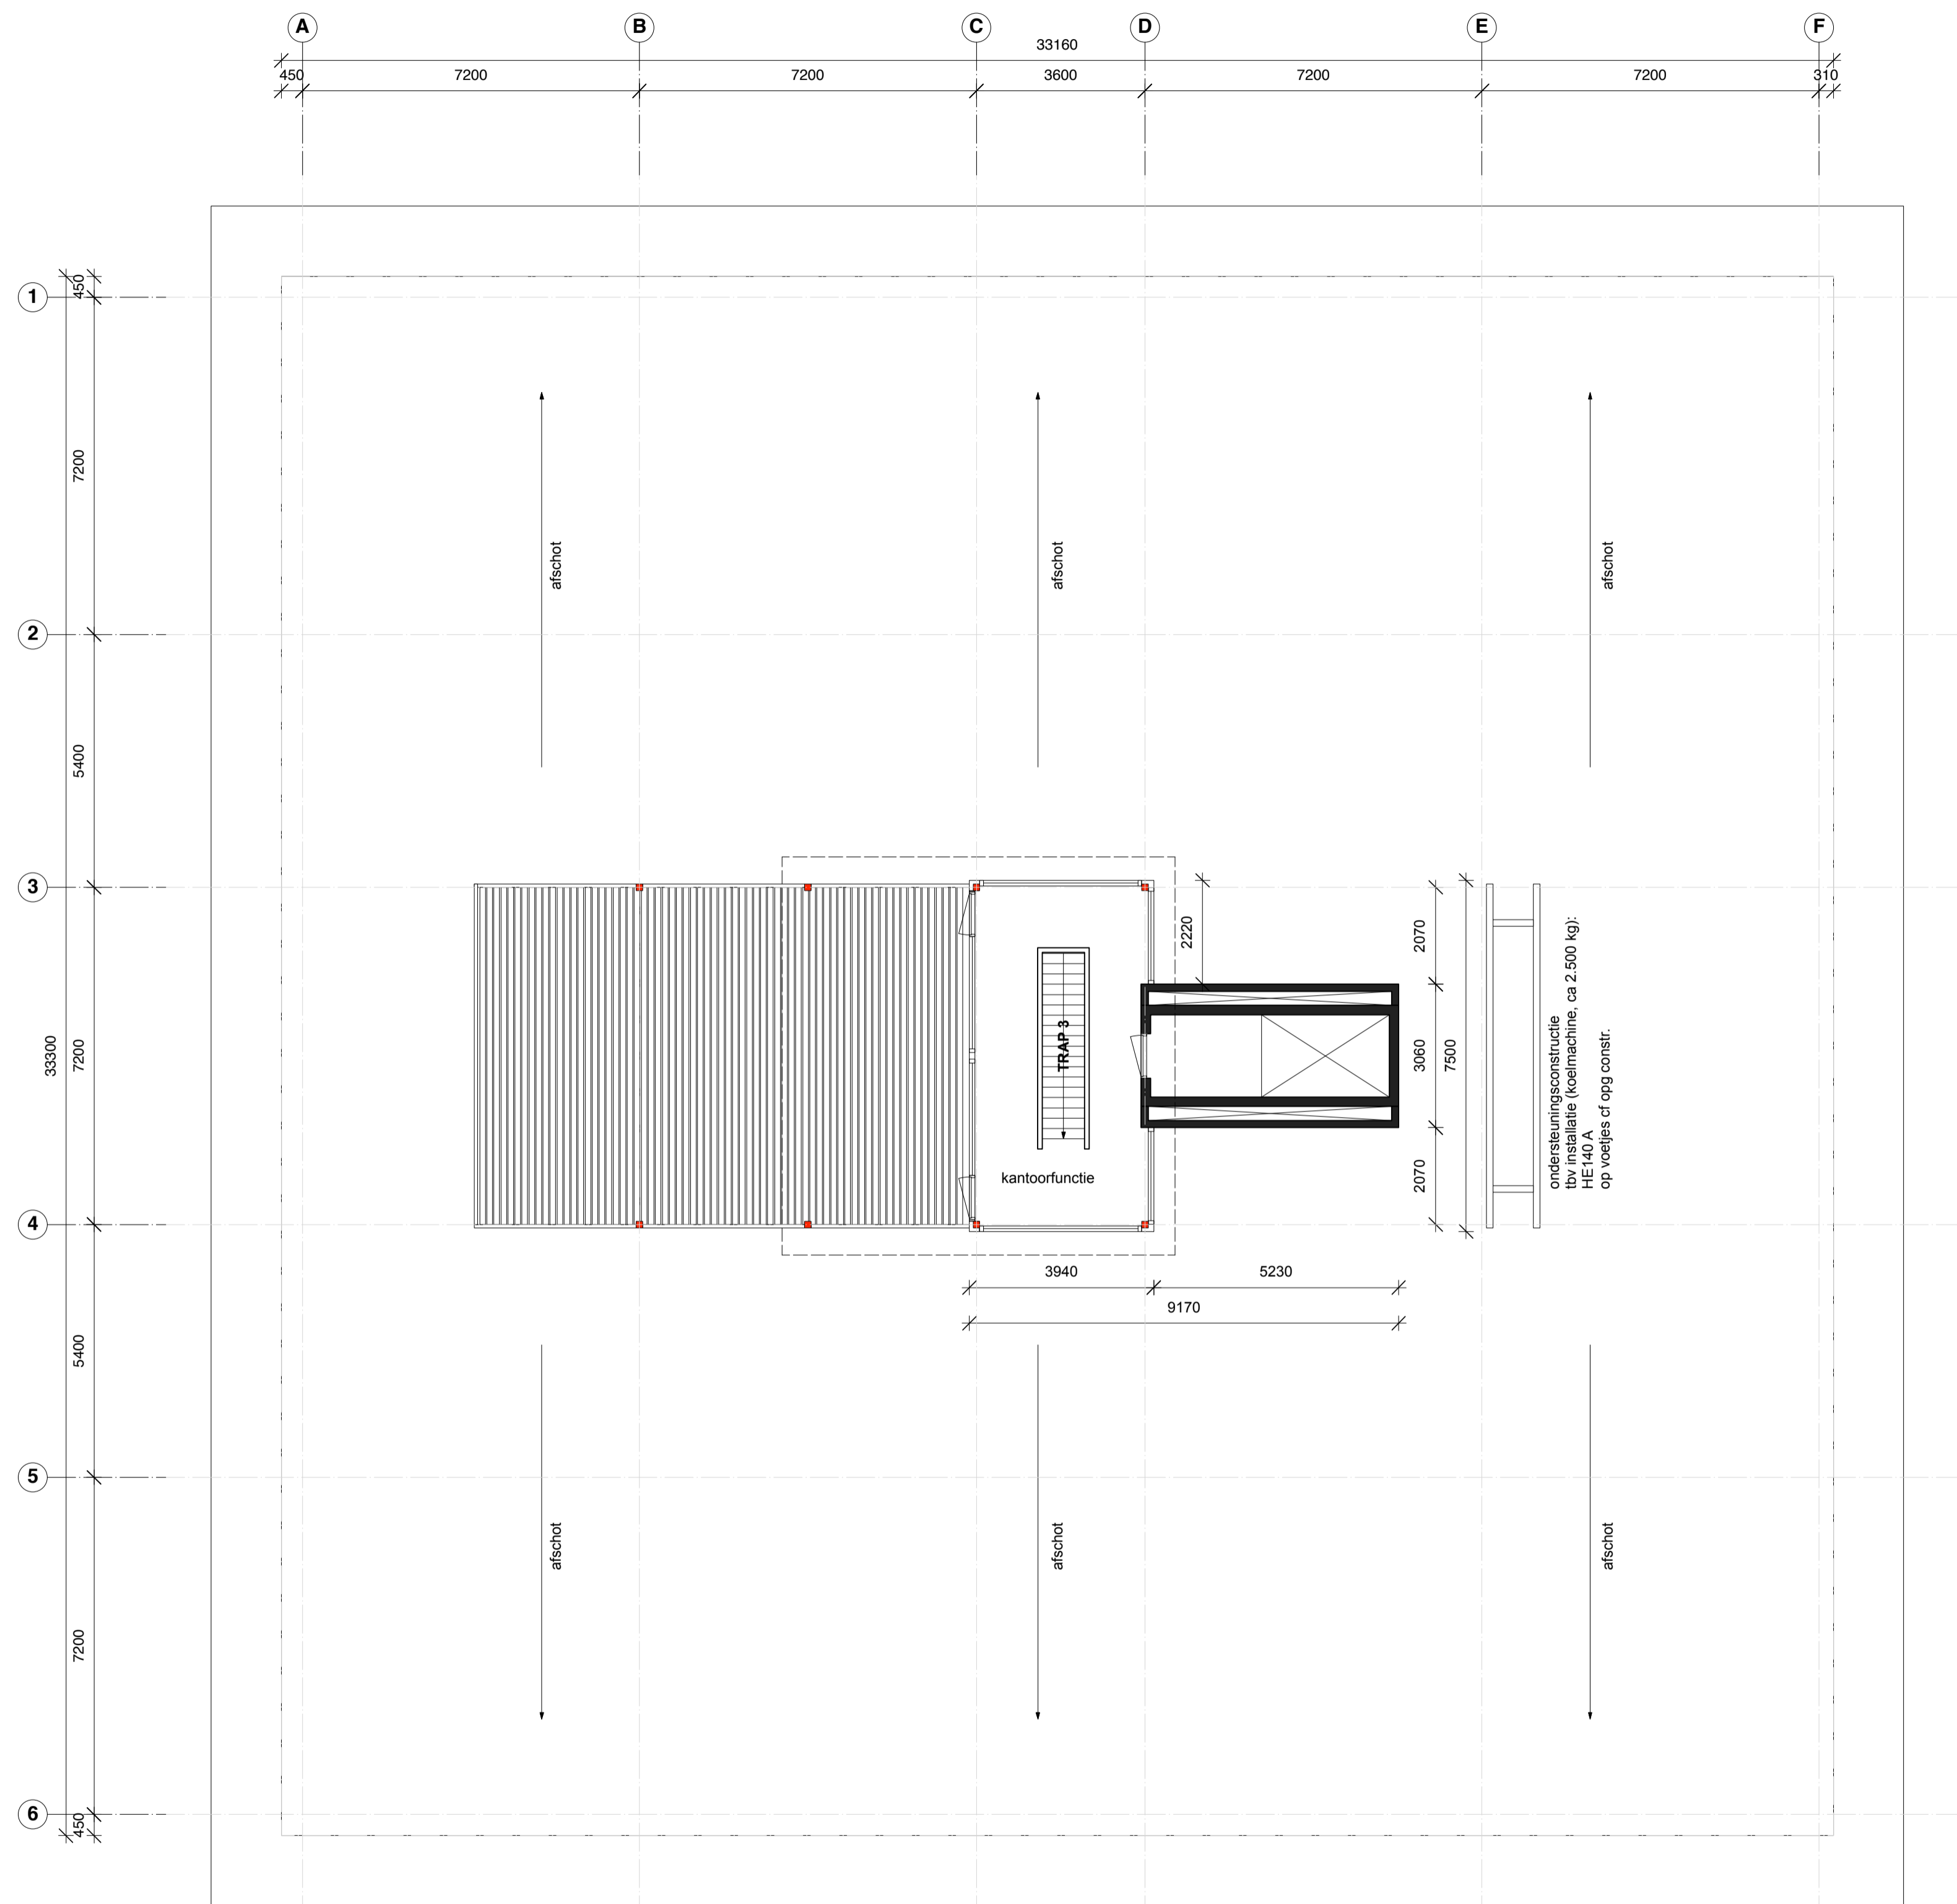 A B C D E F
33160
450 7200 7200 3600 7200 7200 310
1
2
3
4
5
6
450
7200
5400
7200
5400
7200
450
33300
afschot
afschot
afschot
TRAP 3
kantoorfunctie
2220
2070
3060
2070
7500
ondersteuningsconstructie
tbv installatie (koelmachine, ca 2.500 kg):
HE140 A
op voetjes cf opg constr.
3940 5230
9170
afschot
afschot
afschot